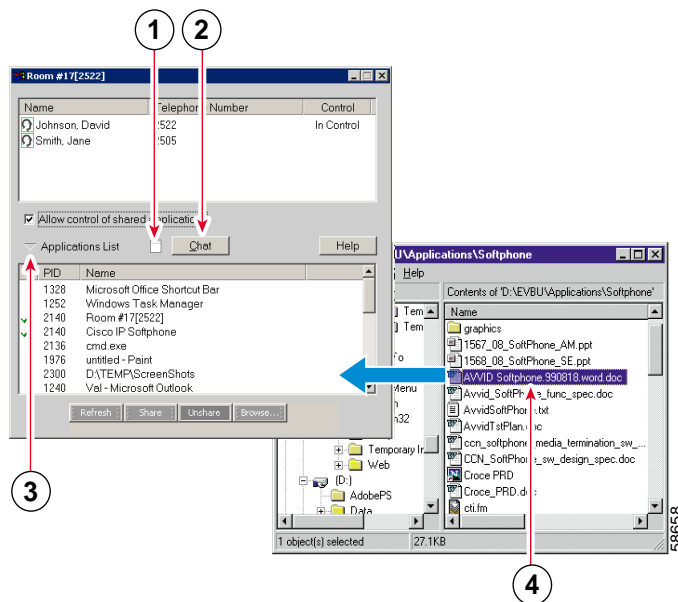 1
2
Room #17[2522]
Name Telephone Number Control
Johnson, David 2522 In Control
Smith, Jane 2505
Allow control of shared applications
Applications List Chat Help
PID Name
1328 Microsoft Office Shortcut Bar
1252 Windows Task Manager
2140 Room #17[2522]
2140 Cisco IP Softphone
2136 cmd.exe
1976 untitled - Paint
2300 D:\TEMP\ScreenShots
1240 Val - Microsoft Outlook
Refresh Share Unshare Browse...
U\Applications\Softphone
Help
Contents of 'D:\EVBU\Applications\Softphone'
Name
Tem
Tem
Menu
Temporary In
Web
(D:)
AdobePS
Data
graphics
1567_08_SoftPhone_AM.ppt
1568_08_SoftPhone_SE.ppt
AVVID Softphone.990818.word.doc
Avvid_SoftPhone_func_spec.doc
AvvidSoftPhone.txt
AvvidTstPlan.doc
ccn_softphone_media_termination_sw_...
CCN_SoftPhone_sw_design_spec.doc
Croce PRD
Croce_PRD.doc
cti.fm
1 object(s) selected 27.1KB
3
4
58658